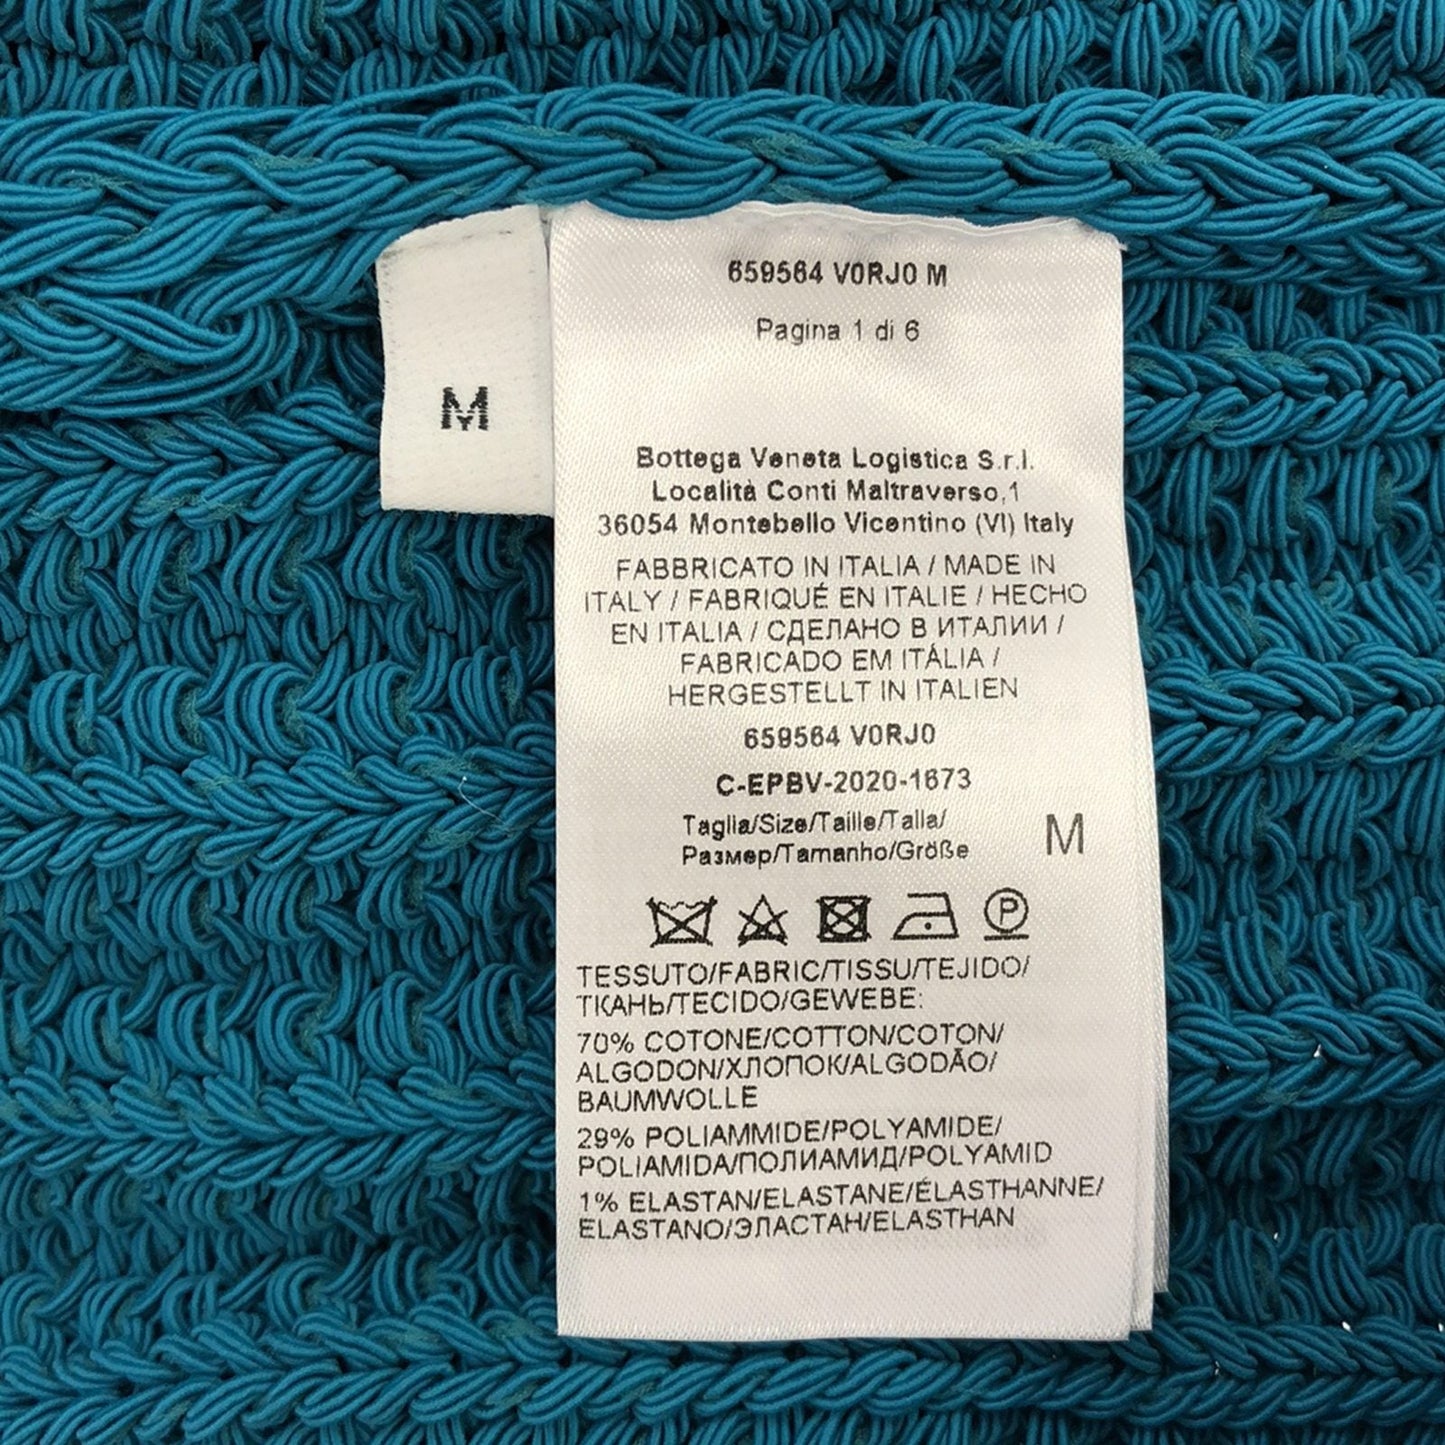 M
659564 V0RJ0 M
Pagina 1 di 6
Bottega Veneta Logistica S.r.l.
Località Conti Maltraverso,1
36054 Montebello Vicentino (VI) Italy
FABBRICATO IN ITALIA / MADE IN
ITALY / FABRIQUÉ EN ITALIE / HECHO
EN ITALIA / СДЕЛАНО В ИТАЛИИ /
FABRICADO EM ITÁLIA /
HERGESTELLT IN ITALIEN
659564 V0RJ0
C-EPBV-2020-1673
Taglia/Size/Taille/Talla/
Размер/Tamanho/Größe
M
P
TESSUTO/FABRIC/TISSU/TEJIDO/
ТКАНЬ/TECIDO/GEWEBE:
70% COTONE/COTTON/COTON/
ALGODON/ХЛОПОК/ALGODÃO/
BAUMWOLLE
29% POLIAMMIDE/POLYAMIDE/
POLIAMIDA/ПОЛИАМИД/POLYAMID
1% ELASTAN/ELASTANE/ÉLASTHANNE/
ELASTANO/ЭЛАСТАН/ELASTHAN